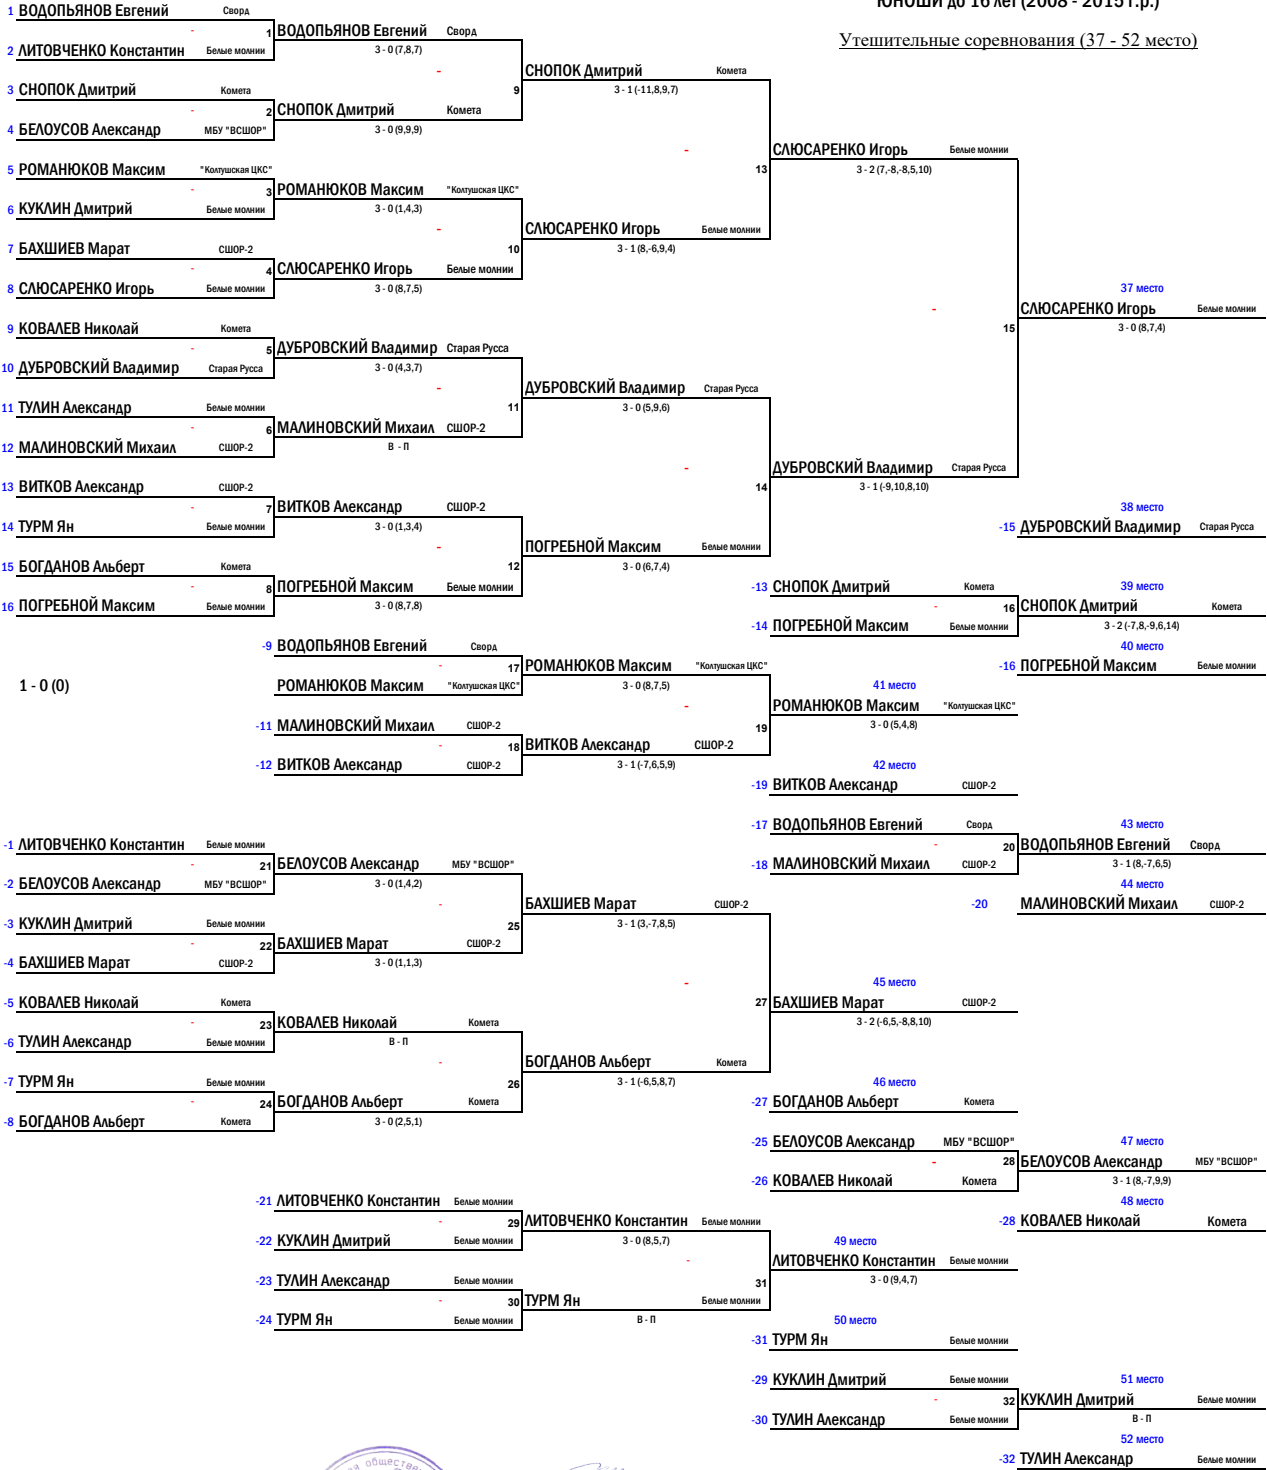 ЮНОШИ до 16 лет (2008 - 2015 г.р.)
Утешительные соревнования (37 - 52 место)
1 ВОДОПЬЯНОВ Евгений Сворд
-
1 ВОДОПЬЯНОВ Евгений Сворд
2 ЛИТОВЧЕНКО Константин Белые молнии
3 - 0 (7,8,7)
-
9 СНОПОК Дмитрий Комета
3 - 1 (-11,8,9,7)
3 СНОПОК Дмитрий Комета
-
2 СНОПОК Дмитрий Комета
4 БЕЛОУСОВ Александр МБУ "ВСШОР"
3 - 0 (9,9,9)
-
13 СЛЮСАРЕНКО Игорь Белые молнии
3 - 2 (7,-8,-8,5,10)
5 РОМАНЮКОВ Максим "Колтушская ЦКС"
-
3 РОМАНЮКОВ Максим "Колтушская ЦКС"
6 КУКЛИН Дмитрий Белые молнии
3 - 0 (1,4,3)
-
10 СЛЮСАРЕНКО Игорь Белые молнии
3 - 1 (8,-6,9,4)
7 БАХШИЕВ Марат СШОР-2
-
4 СЛЮСАРЕНКО Игорь Белые молнии
8 СЛЮСАРЕНКО Игорь Белые молнии
3 - 0 (8,7,5)
37 место
-
15 СЛЮСАРЕНКО Игорь Белые молнии
3 - 0 (8,7,4)
9 КОВАЛЕВ Николай Комета
-
5 ДУБРОВСКИЙ Владимир Старая Русса
10 ДУБРОВСКИЙ Владимир Старая Русса
3 - 0 (4,3,7)
-
11 ДУБРОВСКИЙ Владимир Старая Русса
3 - 0 (5,9,6)
11 ТУЛИН Александр Белые молнии
-
6 МАЛИНОВСКИЙ Михаил СШОР-2
12 МАЛИНОВСКИЙ Михаил СШОР-2
В - П
-
14 ДУБРОВСКИЙ Владимир Старая Русса
3 - 1 (-9,10,8,10)
13 ВИТКОВ Александр СШОР-2
-
7 ВИТКОВ Александр СШОР-2
14 ТУРМ Ян Белые молнии
3 - 0 (1,3,4)
38 место
-15 ДУБРОВСКИЙ Владимир Старая Русса
-
12 ПОГРЕБНОЙ Максим Белые молнии
3 - 0 (6,7,4)
15 БОГДАНОВ Альберт Комета
-
8 ПОГРЕБНОЙ Максим Белые молнии
16 ПОГРЕБНОЙ Максим Белые молнии
3 - 0 (8,7,8)
-13 СНОПОК Дмитрий Комета
39 место
-
16 СНОПОК Дмитрий Комета
-14 ПОГРЕБНОЙ Максим Белые молнии
3 - 2 (-7,8,-9,6,14)
40 место
-16 ПОГРЕБНОЙ Максим Белые молнии
-9 ВОДОПЬЯНОВ Евгений Сворд
-
17 РОМАНЮКОВ Максим "Колтушская ЦКС"
1 - 0 (0)
РОМАНЮКОВ Максим "Колтушская ЦКС"
3 - 0 (8,7,5)
41 место
-
19 РОМАНЮКОВ Максим "Колтушская ЦКС"
3 - 0 (5,4,8)
-11 МАЛИНОВСКИЙ Михаил СШОР-2
-
18 ВИТКОВ Александр СШОР-2
-12 ВИТКОВ Александр СШОР-2
3 - 1 (-7,6,5,9)
42 место
-19 ВИТКОВ Александр СШОР-2
-17 ВОДОПЬЯНОВ Евгений Сворд
43 место
-
20 ВОДОПЬЯНОВ Евгений Сворд
-18 МАЛИНОВСКИЙ Михаил СШОР-2
3 - 1 (8,-7,6,5)
44 место
-20 МАЛИНОВСКИЙ Михаил СШОР-2
-1 ЛИТОВЧЕНКО Константин Белые молнии
-
21 БЕЛОУСОВ Александр МБУ "ВСШОР"
-2 БЕЛОУСОВ Александр МБУ "ВСШОР"
3 - 0 (1,4,2)
-
25 БАХШИЕВ Марат СШОР-2
3 - 1 (3,-7,8,5)
-3 КУКЛИН Дмитрий Белые молнии
-
22 БАХШИЕВ Марат СШОР-2
-4 БАХШИЕВ Марат СШОР-2
3 - 0 (1,1,3)
45 место
-
27 БАХШИЕВ Марат СШОР-2
3 - 2 (-6,5,-8,8,10)
-5 КОВАЛЕВ Николай Комета
-
23 КОВАЛЕВ Николай Комета
-6 ТУЛИН Александр Белые молнии
В - П
-
26 БОГДАНОВ Альберт Комета
3 - 1 (-6,5,8,7)
-7 ТУРМ Ян Белые молнии
-
24 БОГДАНОВ Альберт Комета
-8 БОГДАНОВ Альберт Комета
3 - 0 (2,5,1)
46 место
-27 БОГДАНОВ Альберт Комета
-25 БЕЛОУСОВ Александр МБУ "ВСШОР"
47 место
-
28 БЕЛОУСОВ Александр МБУ "ВСШОР"
-26 КОВАЛЕВ Николай Комета
3 - 1 (8,-7,9,9)
48 место
-28 КОВАЛЕВ Николай Комета
-21 ЛИТОВЧЕНКО Константин Белые молнии
-
29 ЛИТОВЧЕНКО Константин Белые молнии
-22 КУКЛИН Дмитрий Белые молнии
3 - 0 (8,5,7)
49 место
-
31 ЛИТОВЧЕНКО Константин Белые молнии
3 - 0 (9,4,7)
-23 ТУЛИН Александр Белые молнии
-
30 ТУРМ Ян Белые молнии
-24 ТУРМ Ян Белые молнии
В - П
50 место
-31 ТУРМ Ян Белые молнии
-29 КУКЛИН Дмитрий Белые молнии
51 место
-
32 КУКЛИН Дмитрий Белые молнии
-30 ТУЛИН Александр Белые молнии
В - П
52 место
-32 ТУЛИН Александр Белые молнии